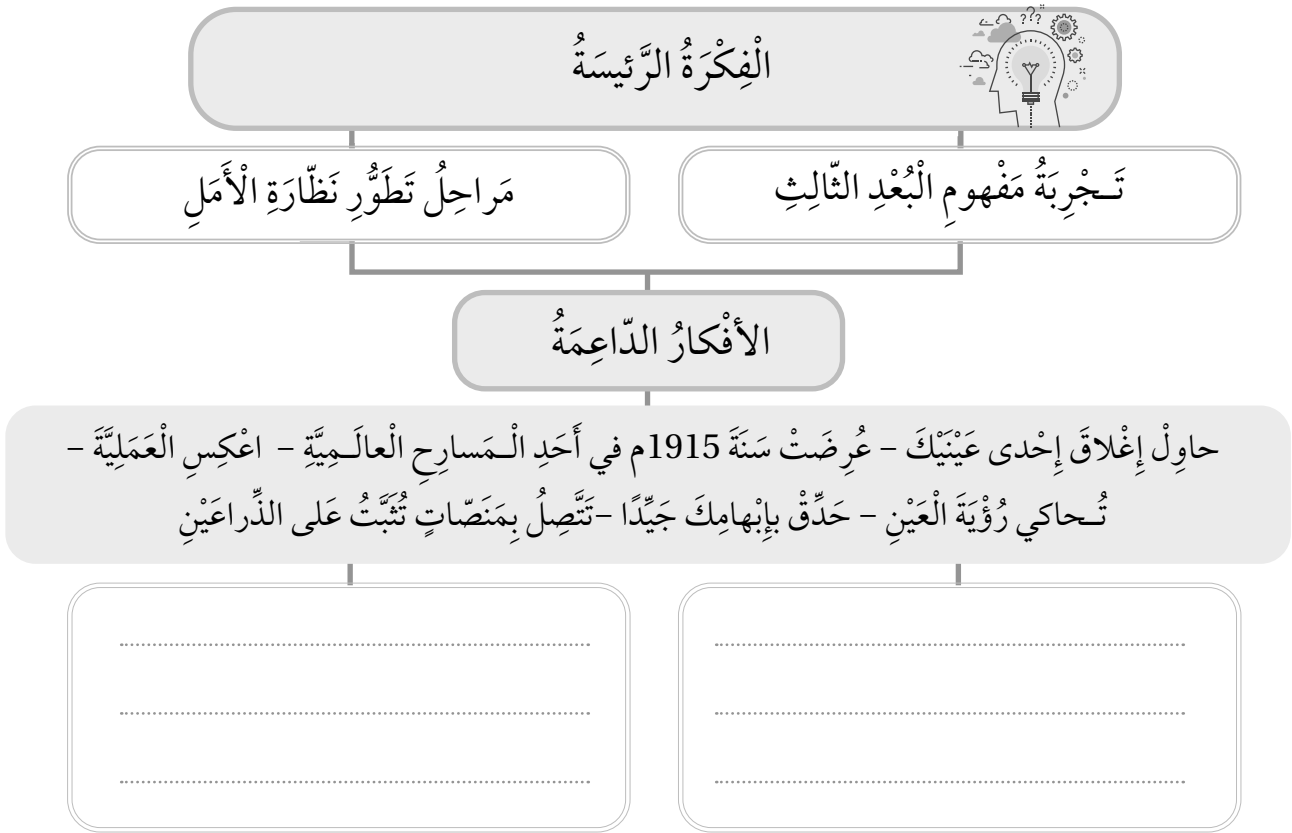 الْفِكْرَةُ الرَّئيسَةُ
تَـجْرِبَةُ مَفْهومِ الْبُعْدِ الثّالِثِ
مَراحِلُ تَطَوُّرِ نَظّارَةِ الْأَمَلِ
الأفْكارُ الدّاعِمَةُ
حاوِلْ إِغْلاقَ إِحْدى عَيْنَيْكَ – عُرِضَتْ سَنَةَ 1915م في أَحَدِ الْـمَسارِحِ الْعالَـمِيَّةِ – اعْكِسِ الْعَمَلِيَّةَ –
تُـحاكي رُؤْيَةَ الْعَيْنِ – حَدِّقْ بِإِبْهامِكَ جَيِّدًا –تَتَّصِلُ بِمَنَصّاتٍ تُثَبَّتُ عَلى الذِّراعَيْنِ